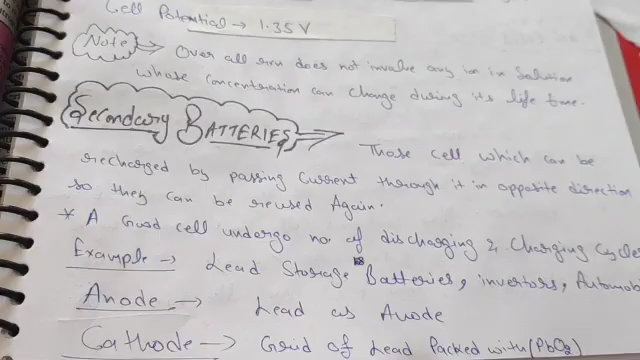 Cell Potential → 1.35 V
Note ⇒ Over all rxn does not involve any ion in Solution
whose concentration can change during its life time.
Secondary BATTERIES ⇒ Those cell which can be
recharged by passing current through it in opposite direction
so they can be reused Again.
* A Good cell undergo no of discharging & Charging Cycles
Example → Lead Storage Batteries, invertors, Automob
Anode → Lead as Anode
Cathode → Grid of Lead Packed with (PbO2)